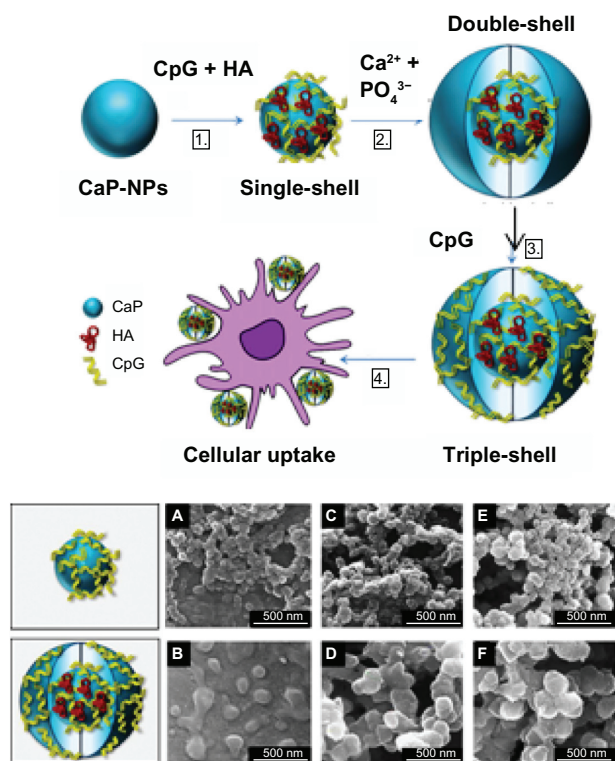 Double-shell
CpG + HA
Ca²⁺ +
PO₄³⁻
1.
2.
CaP-NPs
Single-shell
CpG
3.
CaP
HA
CpG
4.
Cellular uptake
Triple-shell
A
C
E
500 nm
500 nm
500 nm
B
D
F
500 nm
500 nm
500 nm